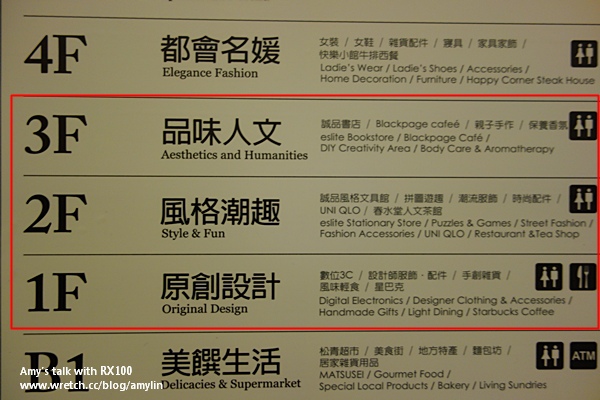 4F
都會名媛
Elegance Fashion
女裝 / 女鞋 / 雜貨配件 / 寢具 / 家具家飾 /
快樂小館牛排西餐
Ladie's Wear / Ladie's Shoes / Accessories /
Home Decoration / Furniture / Happy Corner Steak House
3F
品味人文
Aesthetics and Humanities
誠品書店 / Blackpage cafeé / 親子手作 / 保養香氛
eslite Bookstore / Blackpage Café /
DIY Creativity Area / Body Care & Aromatherapy
2F
風格潮趣
Style & Fun
誠品風格文具館 / 拼圖遊趣 / 潮流服飾 / 時尚配件 /
UNI QLO / 春水堂人文茶館
eslite Stationary Store / Puzzles & Games / Street Fashion /
Fashion Accessories / UNI QLO / Restaurant &Tea Shop
1F
原創設計
Original Design
數位3C / 設計師服飾、配件 / 手創雜貨 /
風味輕食 / 星巴克
Digital Electronics / Designer Clothing & Accessories /
Handmade Gifts / Light Dining / Starbucks Coffee
B1
美饌生活
Delicacies & Supermarket
松青超市 / 美食街 / 地方特產 / 麵包坊 /
居家雜貨用品
MATSUSEI / Gourmet Food /
Special Local Products / Bakery / Living Sundries
ATM
Amy's talk with RX100
www.wretch.cc/blog/amylin